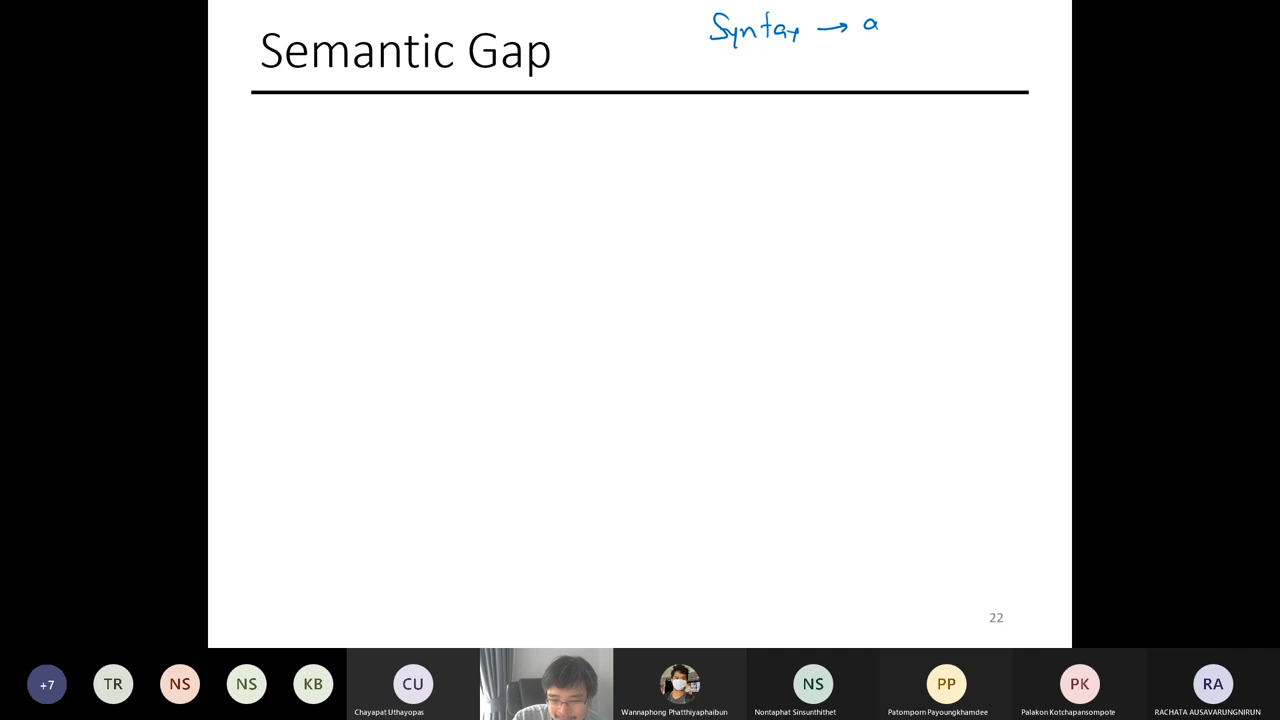 Syntax → a
Semantic Gap
22
+7
TR
NS
NS
KB
CU
NS
PP
PK
RA
Chayapat Uthayopas
Wannaphong Phatthiyaphaibun
Nontaphat Sinsunthithet
Patomporn Payoungkhamdee
Palakon Kotchapansompote
RACHATA AUSAVARUNGNIRUN